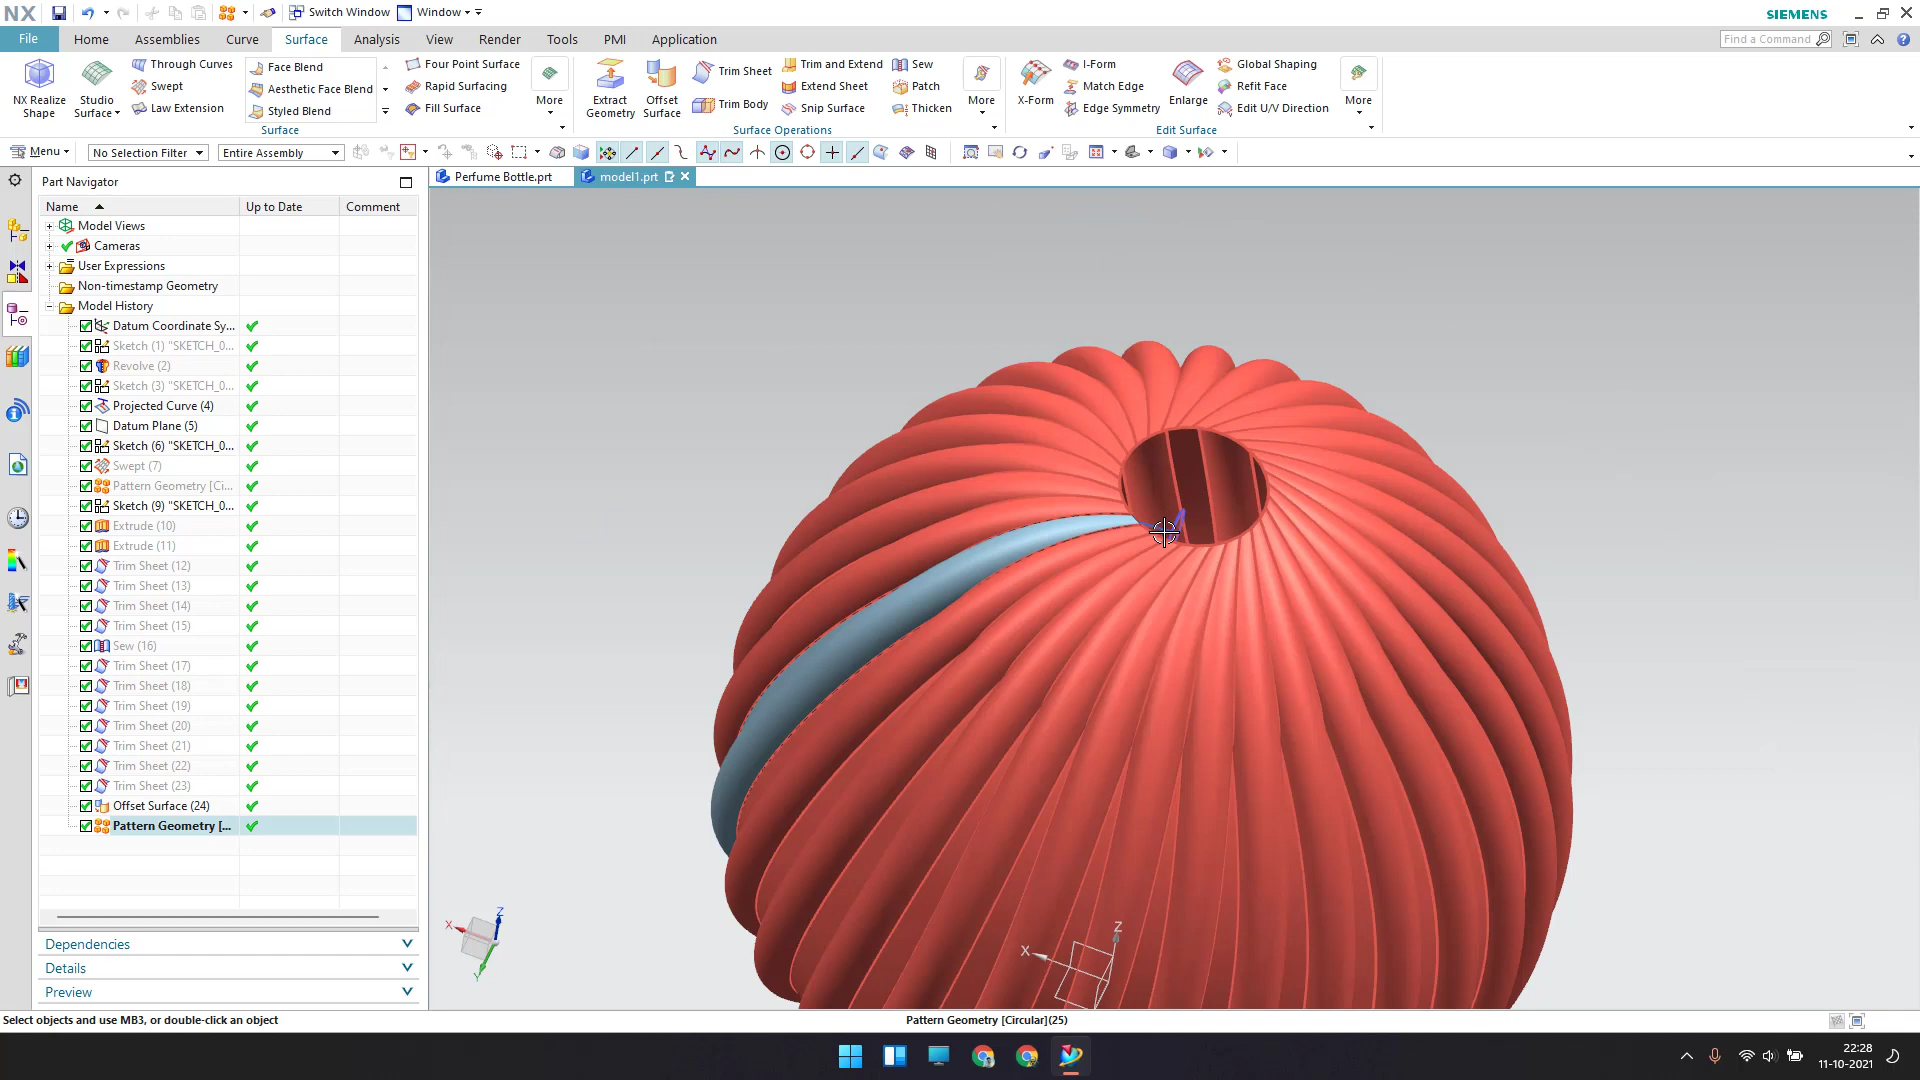 NX Switch Window Window SIEMENS
File Home Assemblies Curve Surface Analysis View Render Tools PMI Application Find a Command
NX Realize Shape
Studio Surface
Through Curves
Swept
Law Extension
Face Blend
Aesthetic Face Blend
Styled Blend
Four Point Surface
Rapid Surfacing
Fill Surface
More
Surface
Extract Geometry
Offset Surface
Trim Sheet
Trim Body
Trim and Extend
Extend Sheet
Snip Surface
Sew
Patch
Thicken
More
Surface Operations
X-Form
I-Form
Match Edge
Edge Symmetry
Enlarge
Global Shaping
Refit Face
Edit U/V Direction
More
Edit Surface
Menu No Selection Filter Entire Assembly
Part Navigator
Perfume Bottle.prt model1.prt
Name Up to Date Comment
Model Views
Cameras
User Expressions
Non-timestamp Geometry
Model History
Datum Coordinate Sy...
Sketch (1) "SKETCH_0...
Revolve (2)
Sketch (3) "SKETCH_0...
Projected Curve (4)
Datum Plane (5)
Sketch (6) "SKETCH_0...
Swept (7)
Pattern Geometry [Ci...
Sketch (9) "SKETCH_0...
Extrude (10)
Extrude (11)
Trim Sheet (12)
Trim Sheet (13)
Trim Sheet (14)
Trim Sheet (15)
Sew (16)
Trim Sheet (17)
Trim Sheet (18)
Trim Sheet (19)
Trim Sheet (20)
Trim Sheet (21)
Trim Sheet (22)
Trim Sheet (23)
Offset Surface (24)
Pattern Geometry [...
Dependencies
Details
Preview
X Z Y
X Z
Select objects and use MB3, or double-click an object Pattern Geometry [Circular](25)
22:28
11-10-2021